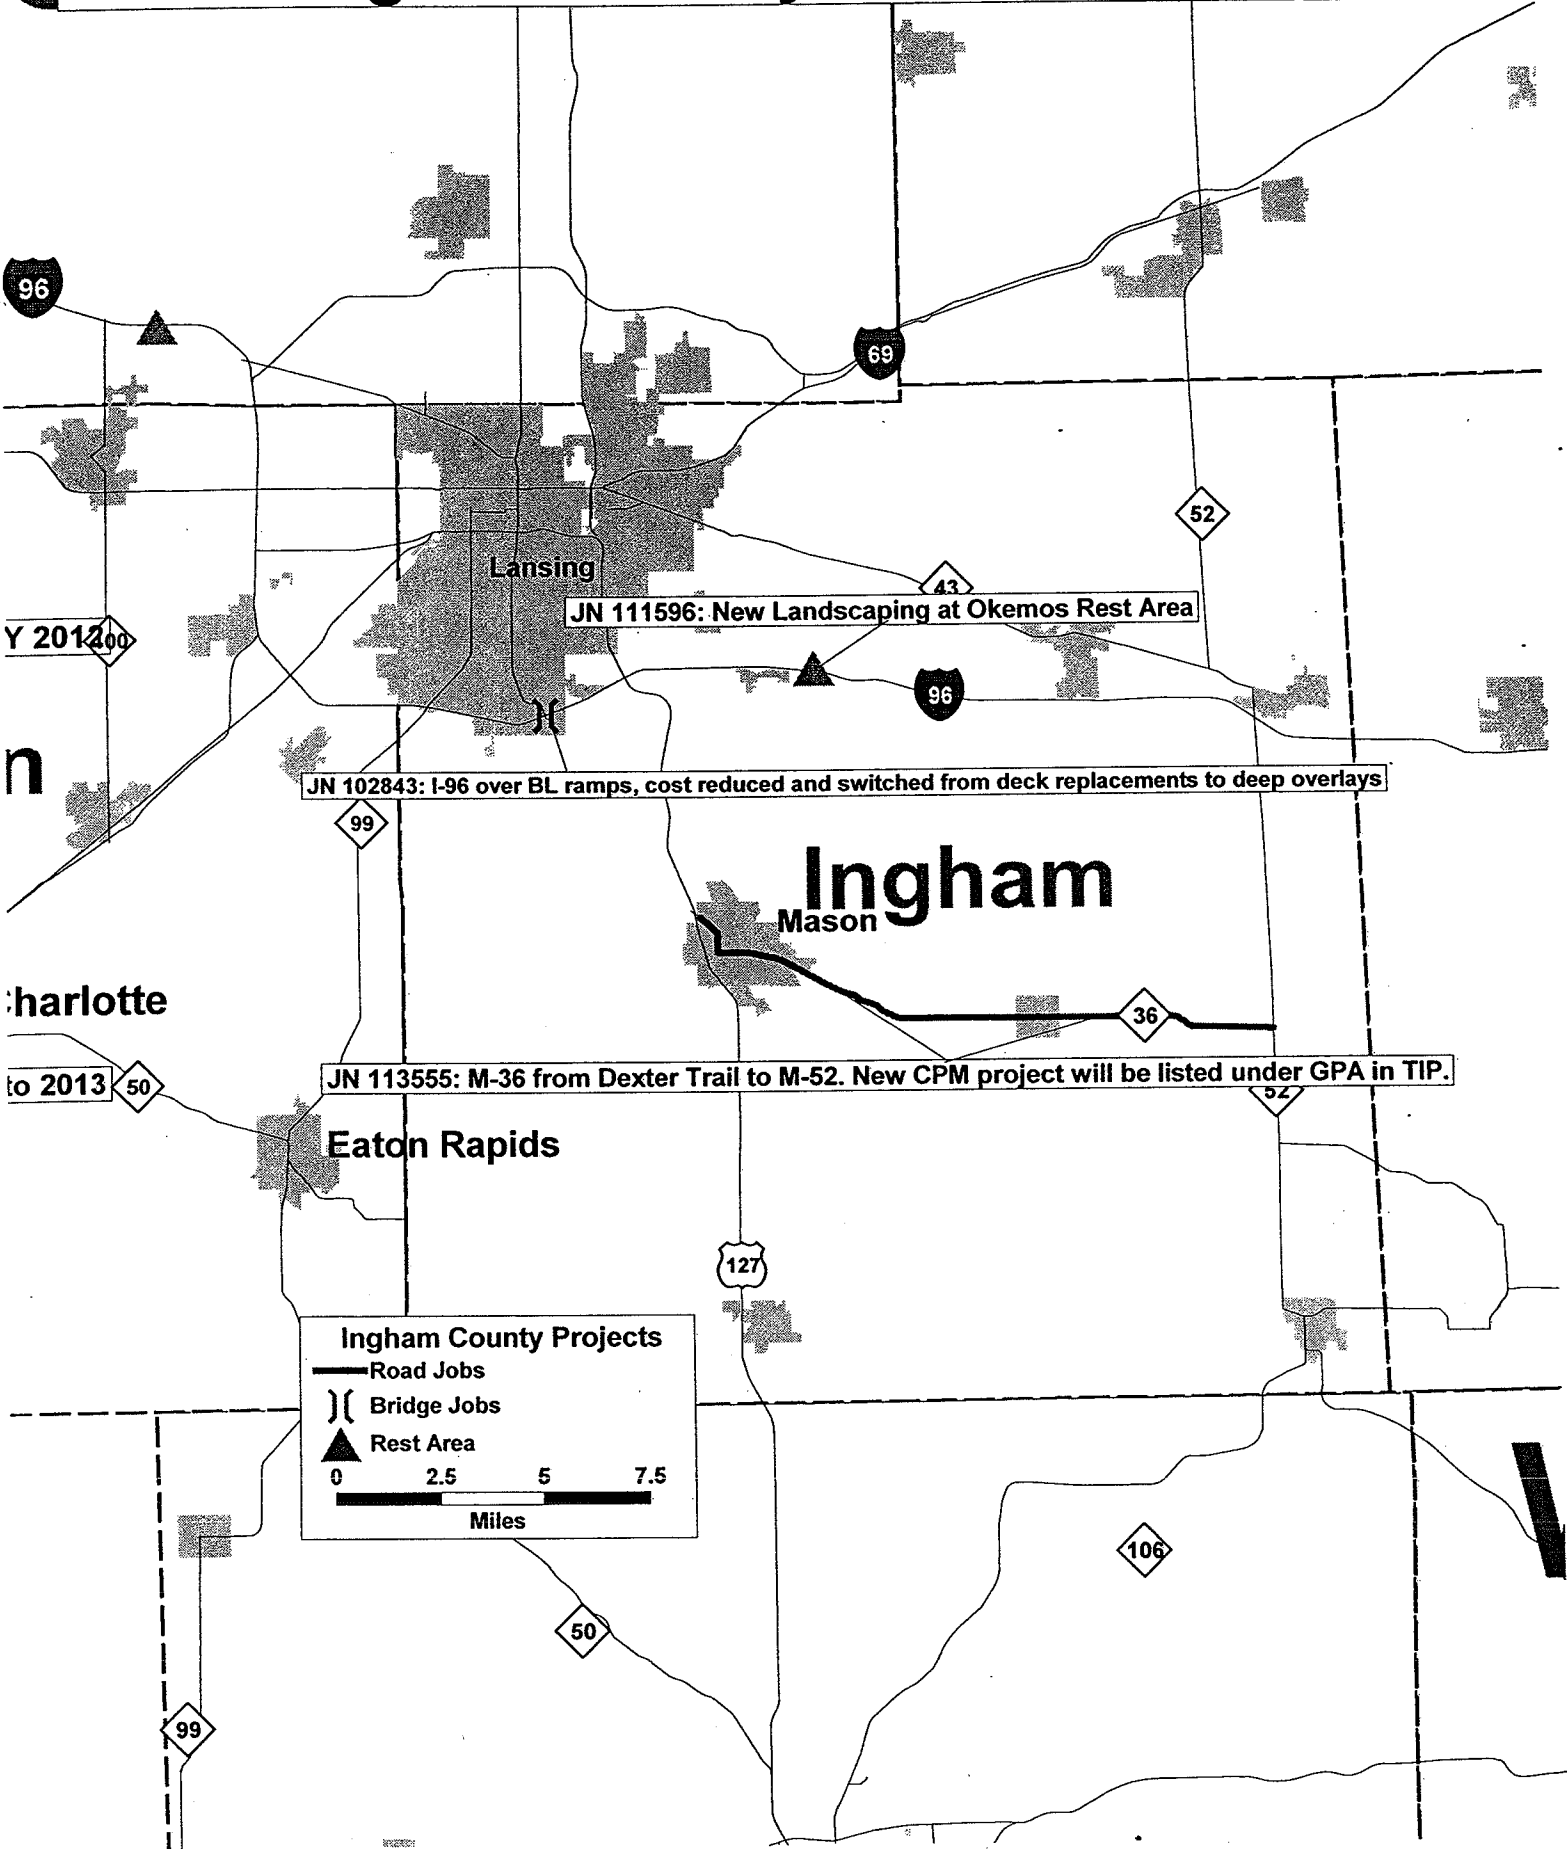 96
69
52
Lansing
43
JN 111596: New Landscaping at Okemos Rest Area
Y 2012
00
96
n
JN 102843: I-96 over BL ramps, cost reduced and switched from deck replacements to deep overlays
99
Ingham
Mason
harlotte
36
to 2013
50
JN 113555: M-36 from Dexter Trail to M-52. New CPM project will be listed under GPA in TIP.
52
Eaton Rapids
127
Ingham County Projects
Road Jobs
Bridge Jobs
Rest Area
0 2.5 5 7.5
Miles
106
50
99